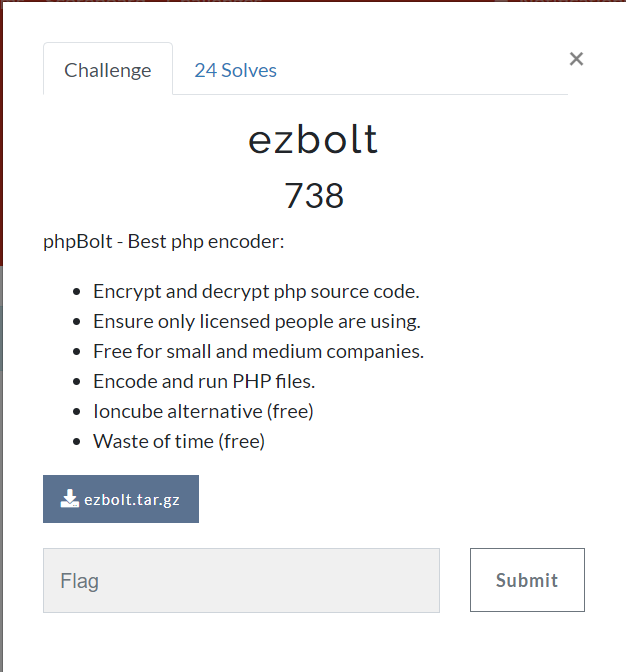 Challenge
24 Solves
×
ezbolt
738
phpBolt - Best php encoder:
• Encrypt and decrypt php source code.
• Ensure only licensed people are using.
• Free for small and medium companies.
• Encode and run PHP files.
• Ioncube alternative (free)
• Waste of time (free)
ezbolt.tar.gz
Flag
Submit